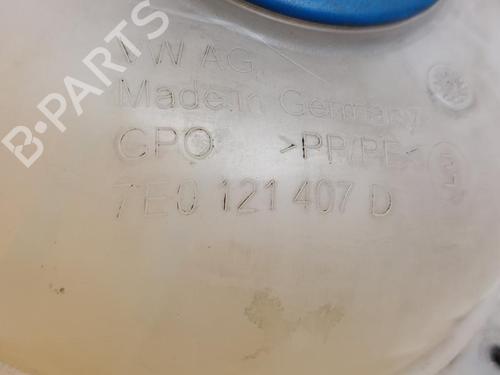 B-PARTS
VW AG
Made in Germany
GPO >PP/PE<
7E0 121 407 D